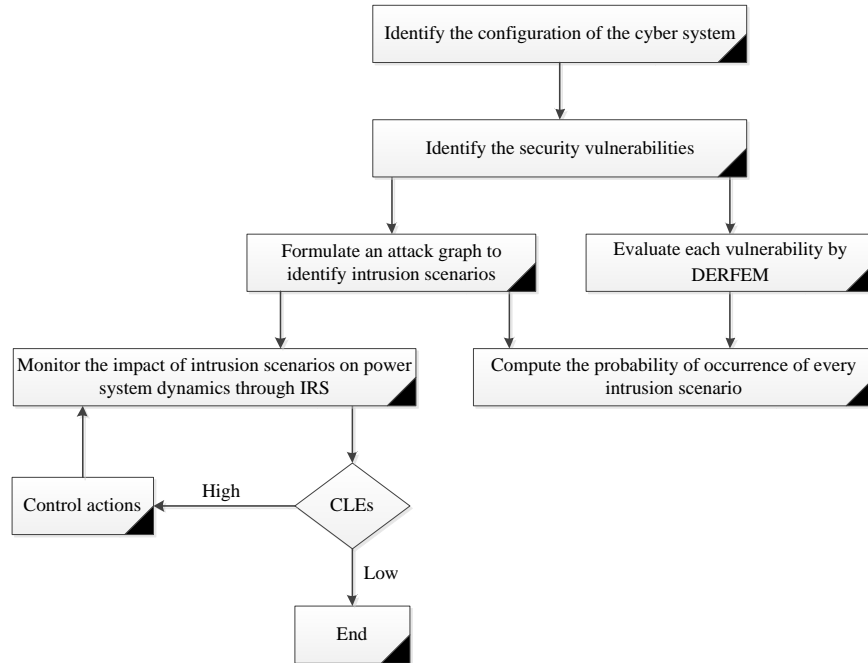 Identify the configuration of the cyber system
Identify the security vulnerabilities
Formulate an attack graph to
identify intrusion scenarios
Evaluate each vulnerability by
DERFEM
Monitor the impact of intrusion scenarios on power
system dynamics through IRS
Compute the probability of occurrence of every
intrusion scenario
Control actions
High
CLEs
Low
End